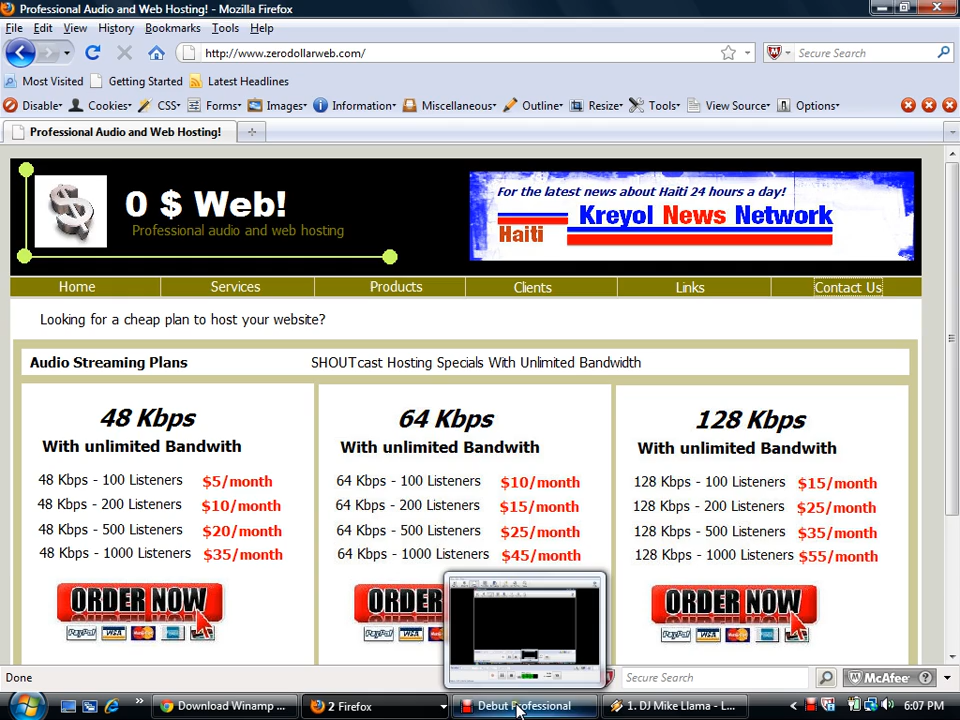 Professional Audio and Web Hosting! - Mozilla Firefox
File Edit View History Bookmarks Tools Help
http://www.zerodollarweb.com/ Secure Search
Most Visited Getting Started Latest Headlines
Disable Cookies CSS Forms Images Information Miscellaneous Outline Resize Tools View Source Options
Professional Audio and Web Hosting!
0 $ Web!
Professional audio and web hosting
For the latest news about Haiti 24 hours a day!
Kreyol News Network
Haiti
Home Services Products Clients Links Contact Us
Looking for a cheap plan to host your website?
Audio Streaming Plans SHOUTcast Hosting Specials With Unlimited Bandwidth
48 Kbps
With unlimited Bandwith
48 Kbps - 100 Listeners $5/month
48 Kbps - 200 Listeners $10/month
48 Kbps - 500 Listeners $20/month
48 Kbps - 1000 Listeners $35/month
ORDER NOW
PayPal VISA
64 Kbps
With unlimited Bandwith
64 Kbps - 100 Listeners $10/month
64 Kbps - 200 Listeners $15/month
64 Kbps - 500 Listeners $25/month
64 Kbps - 1000 Listeners $45/month
ORDER
PayPal VISA
128 Kbps
With unlimited Bandwith
128 Kbps - 100 Listeners $15/month
128 Kbps - 200 Listeners $25/month
128 Kbps - 500 Listeners $35/month
128 Kbps - 1000 Listeners $55/month
ORDER NOW
PayPal VISA
Done Secure Search McAfee
Download Winamp ... 2 Firefox Debut Professional 1. DJ Mike Llama - L... 6:07 PM